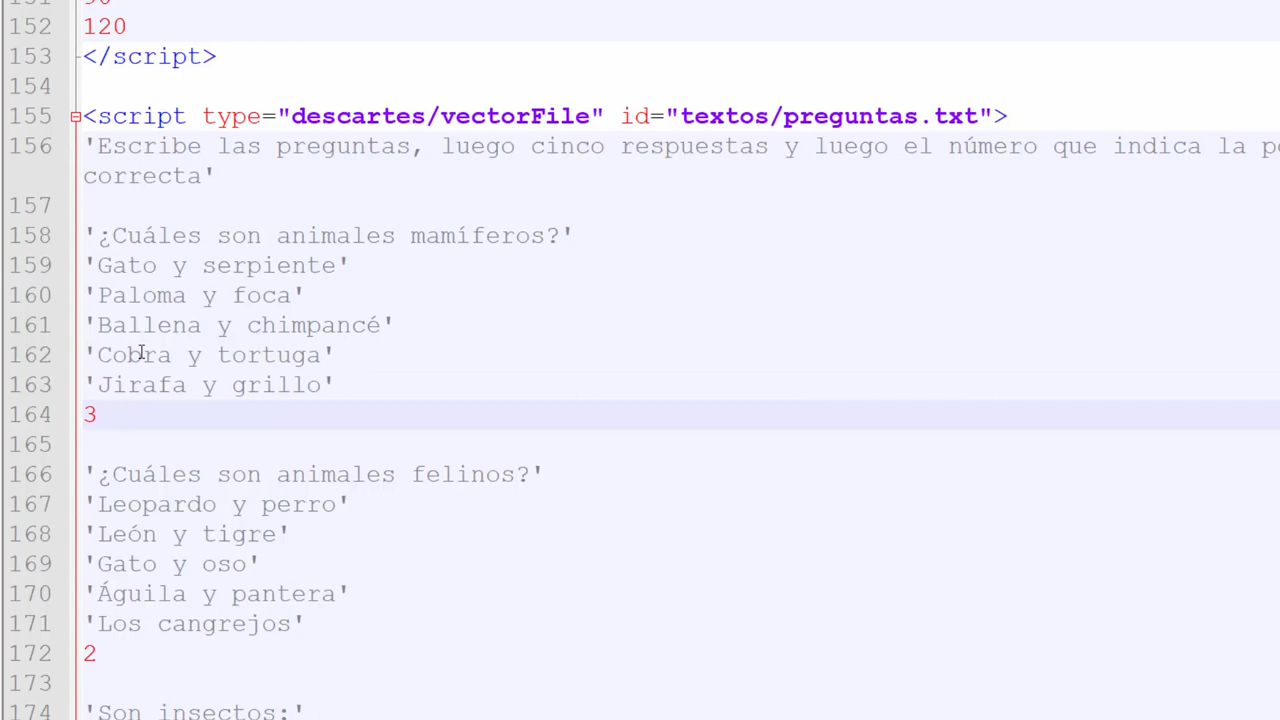 151
152 120
153 </script>
154
155 <script type="descartes/vectorFile" id="textos/preguntas.txt">
156 'Escribe las preguntas, luego cinco respuestas y luego el número que indica la
correcta'
157
158 '¿Cuáles son animales mamíferos?'
159 'Gato y serpiente'
160 'Paloma y foca'
161 'Ballena y chimpancé'
162 'Cobra y tortuga'
163 'Jirafa y grillo'
164 3
165
166 '¿Cuáles son animales felinos?'
167 'Leopardo y perro'
168 'León y tigre'
169 'Gato y oso'
170 'Águila y pantera'
171 'Los cangrejos'
172 2
173
174 'Son insectos:'